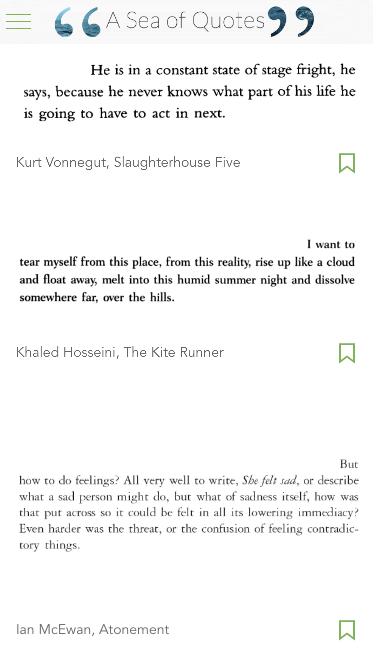 A Sea of Quotes
He is in a constant state of stage fright, he
says, because he never knows what part of his life he
is going to have to act in next.
Kurt Vonnegut, Slaughterhouse Five
I want to
tear myself from this place, from this reality, rise up like a cloud
and float away, melt into this humid summer night and dissolve
somewhere far, over the hills.
Khaled Hosseini, The Kite Runner
But
how to do feelings? All very well to write, She felt sad, or describe
what a sad person might do, but what of sadness itself, how was
that put across so it could be felt in all its lowering immediacy?
Even harder was the threat, or the confusion of feeling contradic-
tory things.
Ian McEwan, Atonement